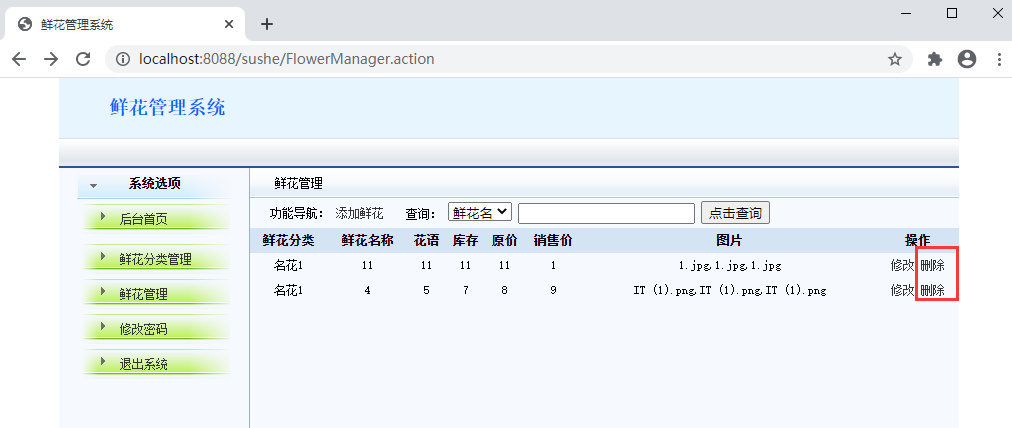 鲜花管理系统
localhost:8088/sushe/FlowerManager.action
鲜花管理系统
系统选项
后台首页
鲜花分类管理
鲜花管理
修改密码
退出系统
鲜花管理
功能导航： 添加鲜花 查询： 鲜花名 点击查询
鲜花分类 鲜花名称 花语 库存 原价 销售价 图片 操作
名花1 11 11 11 11 1 1.jpg,1.jpg,1.jpg 修改 删除
名花1 4 5 7 8 9 IT (1).png,IT (1).png,IT (1).png 修改 删除